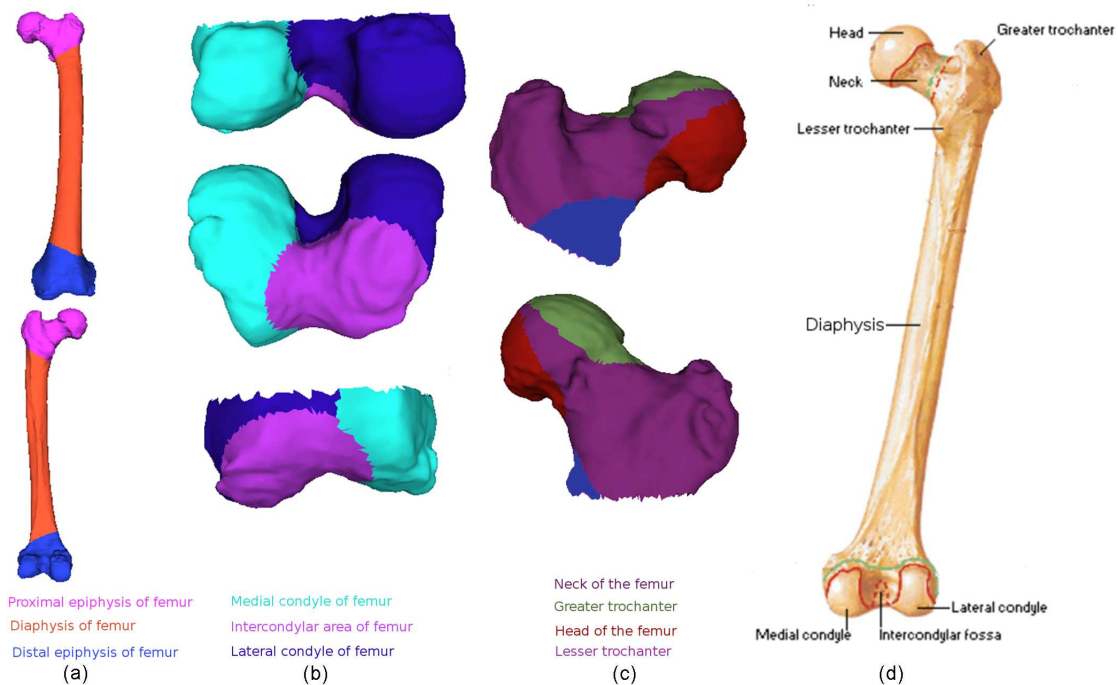 Head
Greater trochanter
Neck
Lesser trochanter
Diaphysis
Lateral condyle
Medial condyle
Intercondylar fossa
Proximal epiphysis of femur
Diaphysis of femur
Distal epiphysis of femur
(a)
Medial condyle of femur
Intercondylar area of femur
Lateral condyle of femur
(b)
Neck of the femur
Greater trochanter
Head of the femur
Lesser trochanter
(c)
(d)